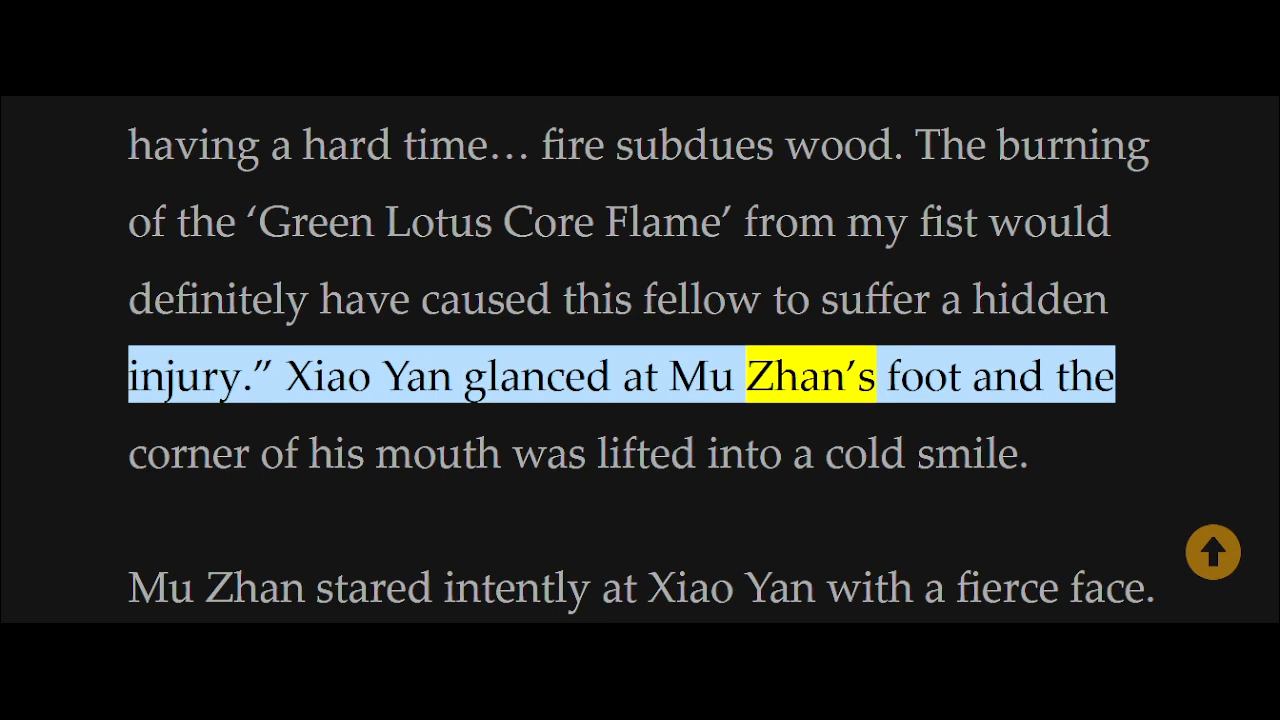 having a hard time… fire subdues wood. The burning
of the ‘Green Lotus Core Flame’ from my fist would
definitely have caused this fellow to suffer a hidden
injury.” Xiao Yan glanced at Mu Zhan’s foot and the
corner of his mouth was lifted into a cold smile.
Mu Zhan stared intently at Xiao Yan with a fierce face.